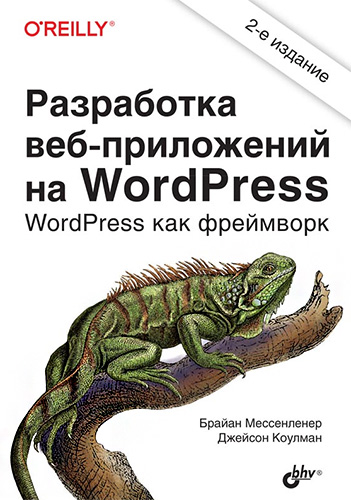 O'REILLY®
2-е издание
Разработка
веб-приложений
на WordPress
WordPress как фреймворк
Брайан Мессенленер
Джейсон Коулман
bhv®